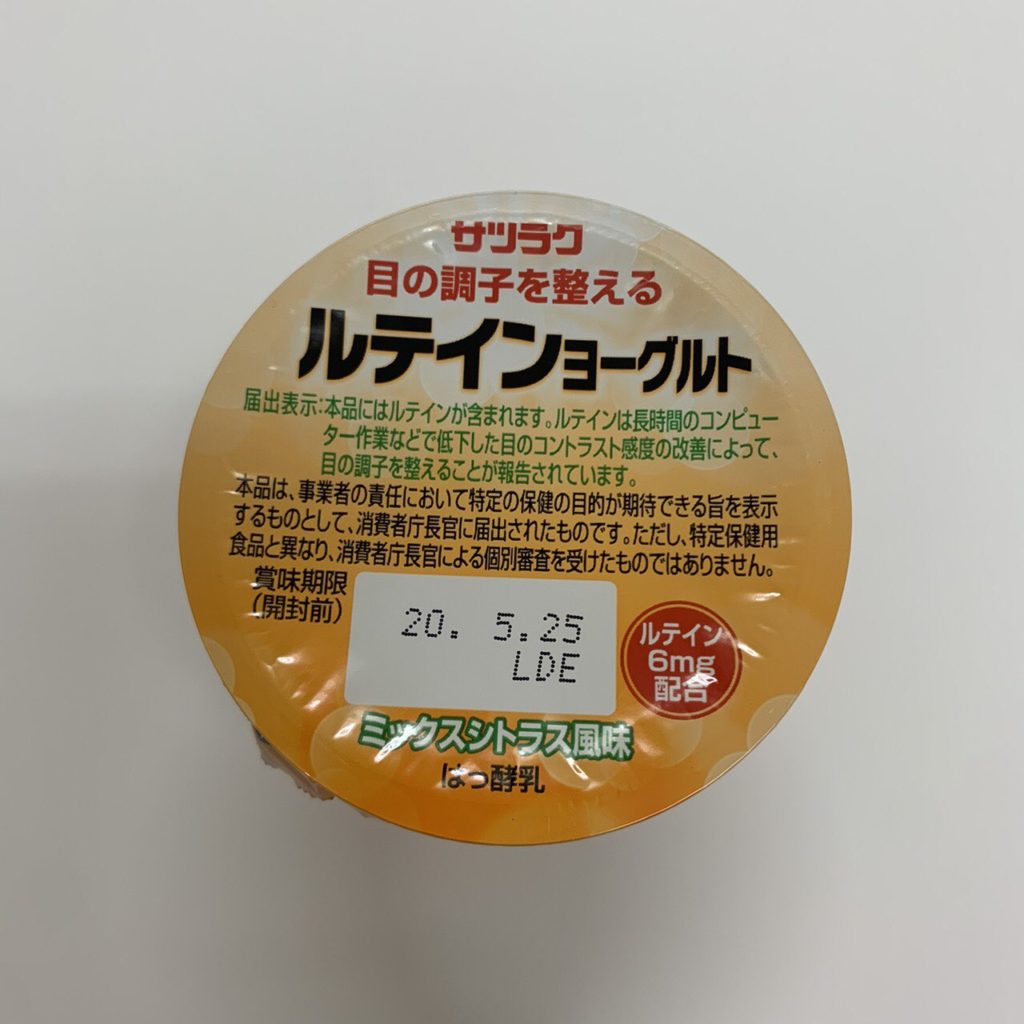 サツラク
目の調子を整える
ルテインヨーグルト
届出表示:本品にはルテインが含まれます。ルテインは長時間のコンピュー
ター作業などで低下した目のコントラスト感度の改善によって、
目の調子を整えることが報告されています。
本品は、事業者の責任において特定の保健の目的が期待できる旨を表示
するものとして、消費者庁長官に届出されたものです。ただし、特定保健用
食品と異なり、消費者庁長官による個別審査を受けたものではありません。
賞味期限
(開封前)
20. 5.25
LDE
ルテイン
6mg
配合
ミックスシトラス風味
はっ酵乳